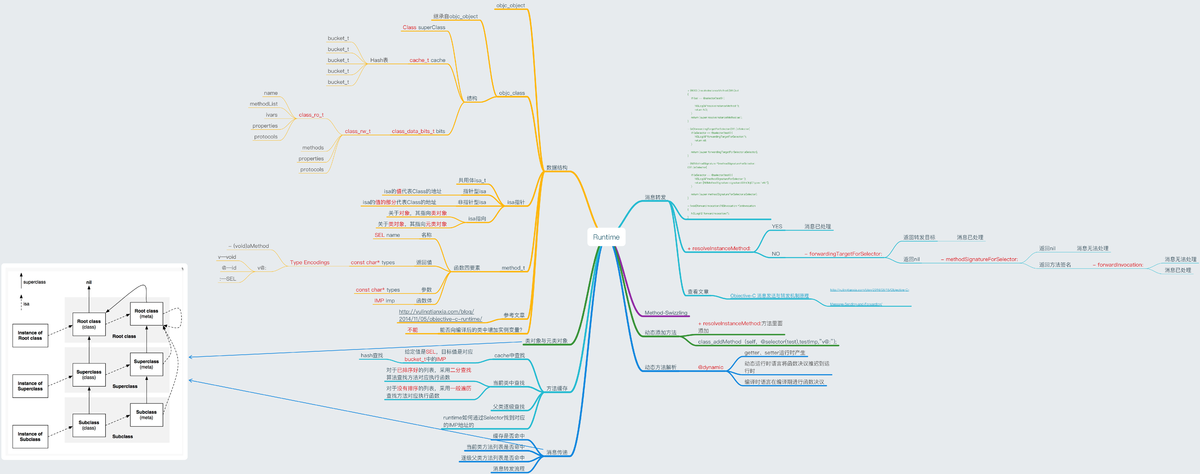 Runtime
数据结构
objc_object
objc_class
继承自objc_object
结构
Class superClass
cache_t cache
Hash表
bucket_t
bucket_t
bucket_t
bucket_t
bucket_t
class_data_bits_t bits
class_rw_t
class_ro_t
name
methodList
ivars
properties
protocols
methods
properties
protocols
isa指针
共用体isa_t
指针型isa
isa的值代表Class的地址
非指针型isa
isa的值的部分代表Class的地址
isa指向
关于对象，其指向类对象
关于类对象，其指向元类对象
method_t
函数四要素
名称
SEL name
返回值
const char* types
Type Encodings
v@:
- (void)aMethod
v—void
@—id
:—SEL
参数
const char* types
函数体
IMP imp
参考文章
http://yulingtianxia.com/blog/
2014/11/05/objective-c-runtime/
能否向编译后的类中增加实例变量?
不能
类对象与元类对象
superclass
isa
nil
Root class
(class)
Root class
(meta)
Root class
Instance of
Root class
Superclass
(class)
Superclass
(meta)
Superclass
Instance of
Superclass
Subclass
(class)
Subclass
(meta)
Subclass
Instance of
Subclass
方法缓存
cache中查找
给定值是SEL，目标值是对应
bucket_t中的IMP
hash查找
当前类中查找
对于已排序好的列表，采用二分查找
算法查找方法对应执行函数
对于没有排序的列表，采用一般遍历
查找方法对应执行函数
父类逐级查找
runtime如何通过Selector找到对应
的IMP地址的
消息传递
缓存是否命中
当前类方法列表是否命中
逐级父类方法列表是否命中
消息转发流程
消息转发
+ resolveInstanceMethod:
YES
消息已处理
NO
- forwardingTargetForSelector:
返回转发目标
消息已处理
返回nil
- methodSignatureForSelector:
返回nil
消息无法处理
返回方法签名
- forwardInvocation:
消息无法处理
消息已处理
查看文章
Method-Swizzling
动态添加方法
+ resolveInstanceMethod:方法里面
添加
动态方法解析
@dynamic
getter、setter运行时产生
动态运行时语言将函数决议推迟到运
行时
编译时语言在编译期进行函数决议